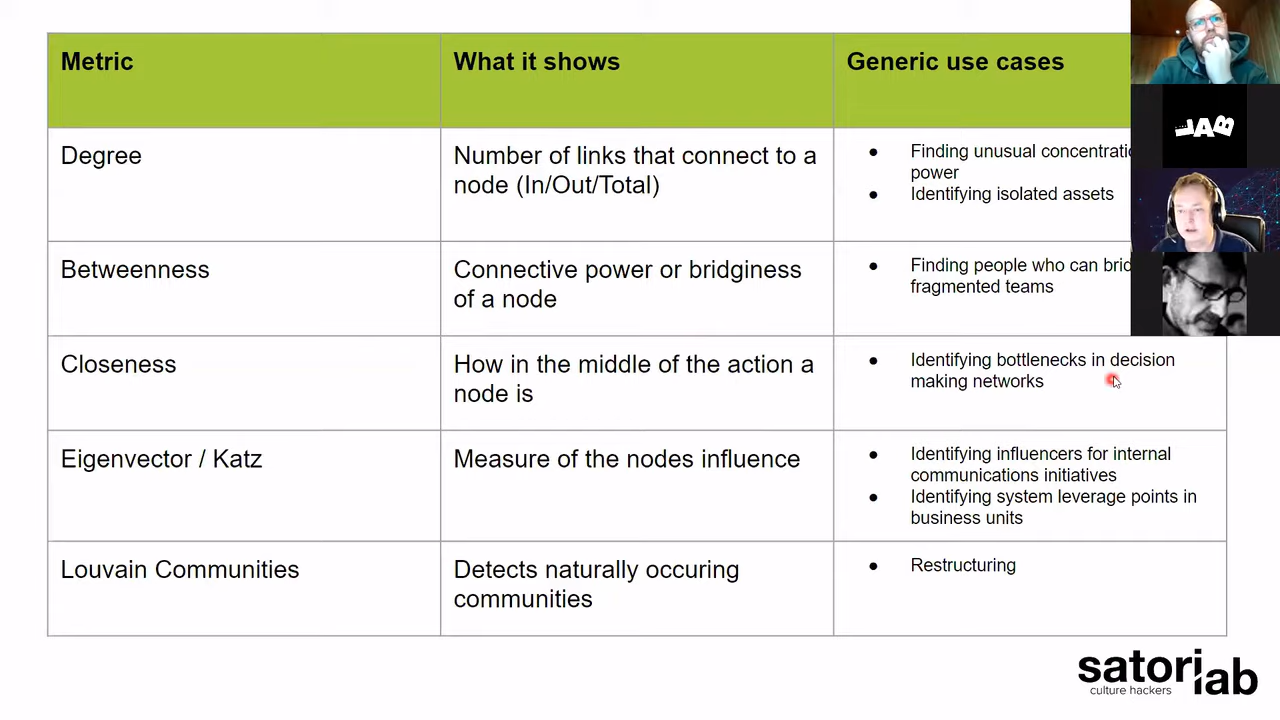 Metric
What it shows
Generic use cases
Degree
Number of links that connect to a
node (In/Out/Total)
Finding unusual
power
Identifying isolated assets
Betweenness
Connective power or bridginess
of a node
Finding people who can
fragmented teams
Closeness
How in the middle of the action a
node is
Identifying bottlenecks in decision
making networks
Eigenvector / Katz
Measure of the nodes influence
Identifying influencers for internal
communications initiatives
Identifying system leverage points in
business units
Louvain Communities
Detects naturally occuring
communities
Restructuring
LAB
satori lab
culture hackers